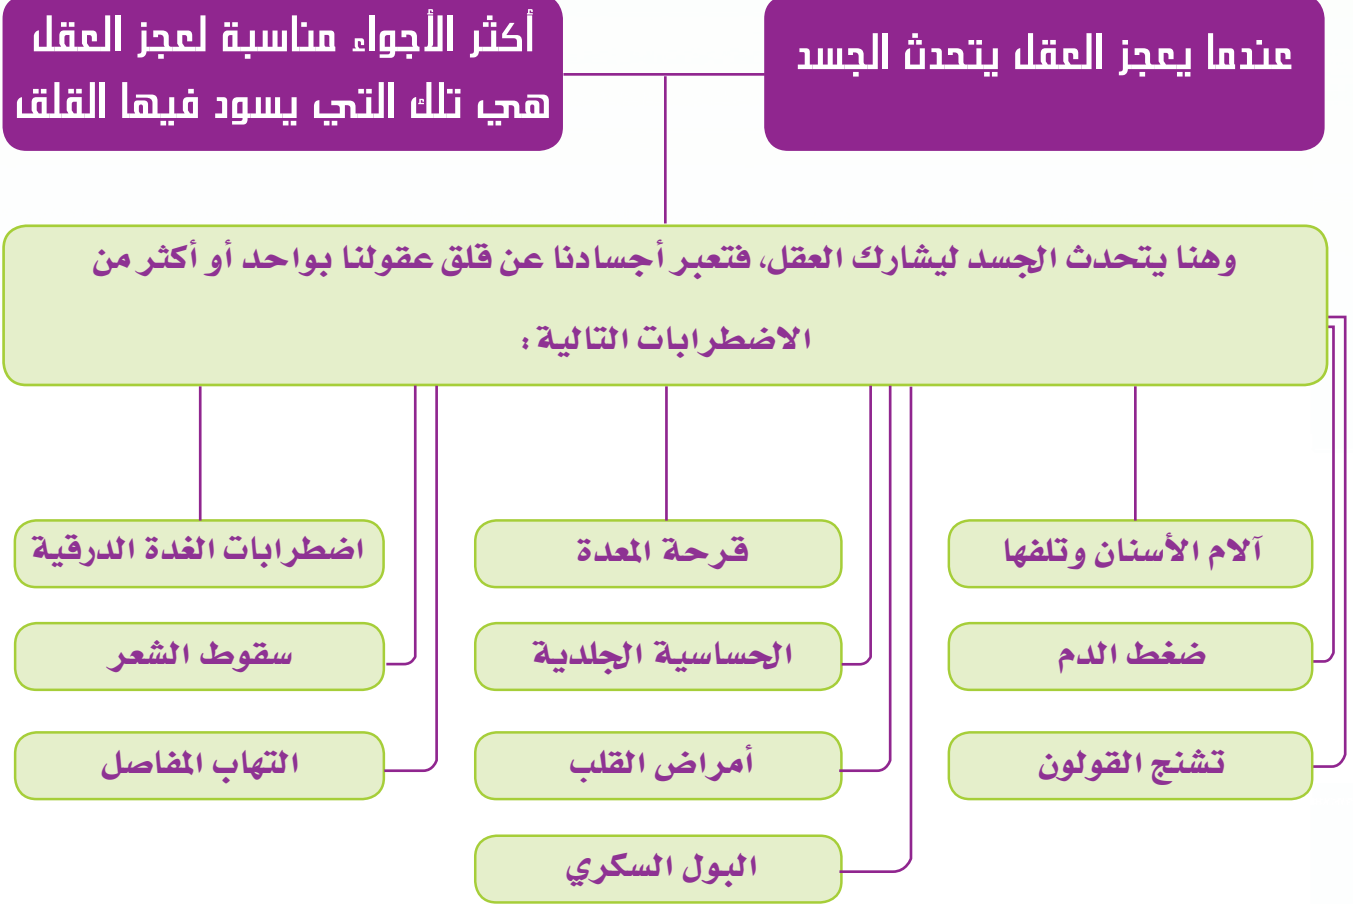 عندما يعجز العقل يتحدث الجسد
أكثر الأجواء مناسبة لعجز العقل
هي تلك التي يسود فيها القلق
وهنا يتحدث الجسد ليشارك العقل، فتعبر أجسادنا عن قلق عقولنا بواحد أو أكثر من
الاضطرابات التالية :
آلام الأسنان وتلفها
قرحة المعدة
اضطرابات الغدة الدرقية
ضغط الدم
الحساسية الجلدية
سقوط الشعر
تشنج القولون
أمراض القلب
التهاب المفاصل
البول السكري